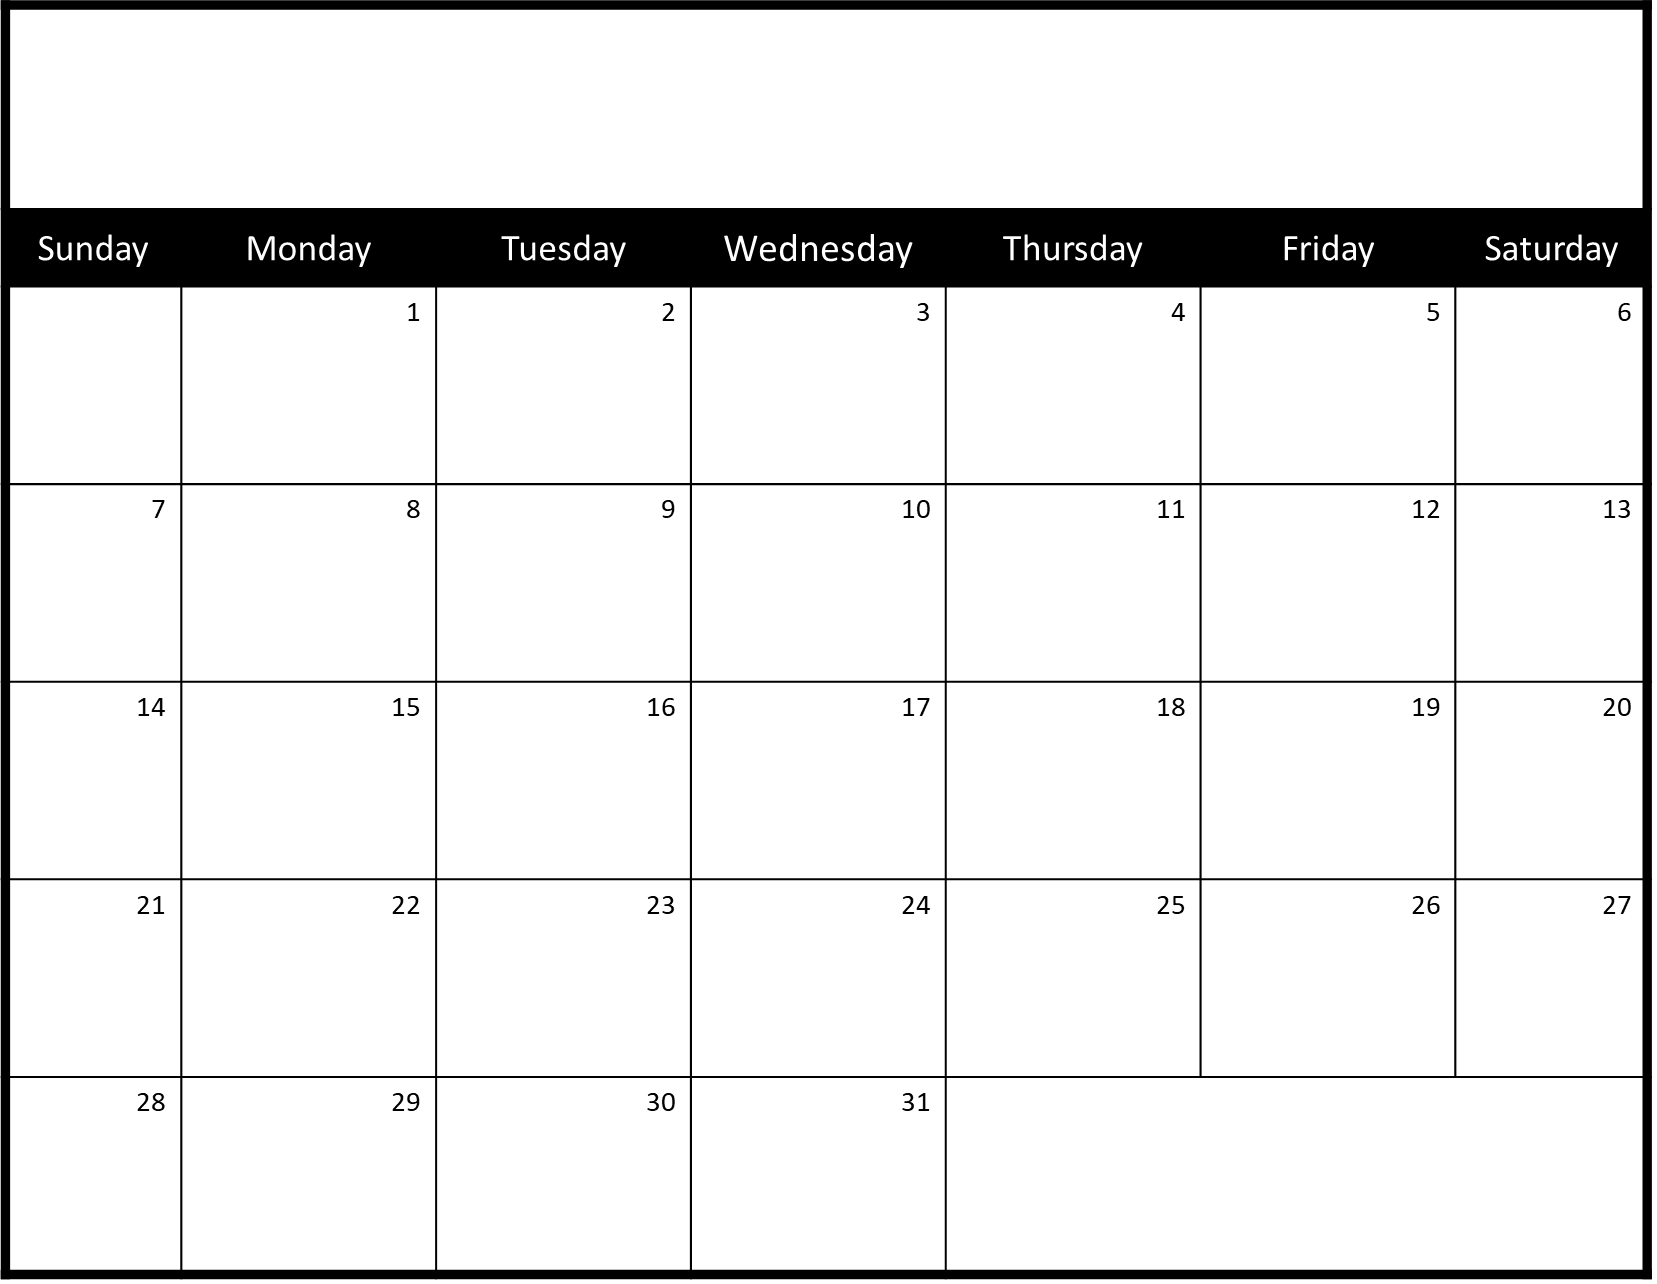 Sunday Monday Tuesday Wednesday Thursday Friday Saturday
1 2 3 4 5 6
7 8 9 10 11 12 13
14 15 16 17 18 19 20
21 22 23 24 25 26 27
28 29 30 31